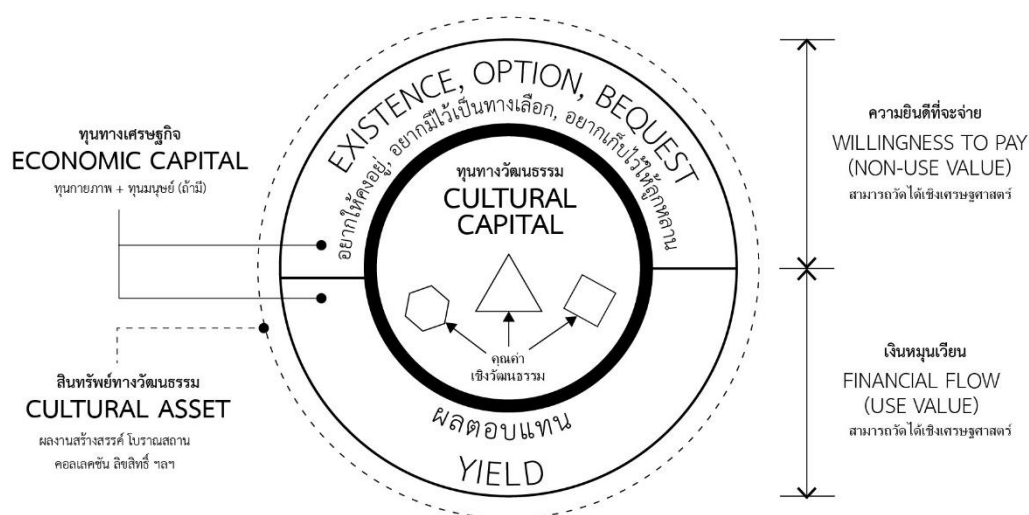 ทุนทางเศรษฐกิจ
ECONOMIC CAPITAL
ทุนกายภาพ + ทุนมนุษย์ (ถ้ามี)
สินทรัพย์ทางวัฒนธรรม
CULTURAL ASSET
ผลงานสร้างสรรค์ โบราณสถาน
คอลเลคชัน ลิขสิทธิ์ ฯลฯ
EXISTENCE, OPTION, BEQUEST
อยากให้คงอยู่, อยากมีไว้เป็นทางเลือก, อยากเก็บไว้ให้ลูกหลาน
ทุนทางวัฒนธรรม
CULTURAL
CAPITAL
คุณค่า
เชิงวัฒนธรรม
ผลตอบแทน
YIELD
ความยินดีที่จะจ่าย
WILLINGNESS TO PAY
(NON-USE VALUE)
สามารถวัดได้เชิงเศรษฐศาสตร์
เงินหมุนเวียน
FINANCIAL FLOW
(USE VALUE)
สามารถวัดได้เชิงเศรษฐศาสตร์